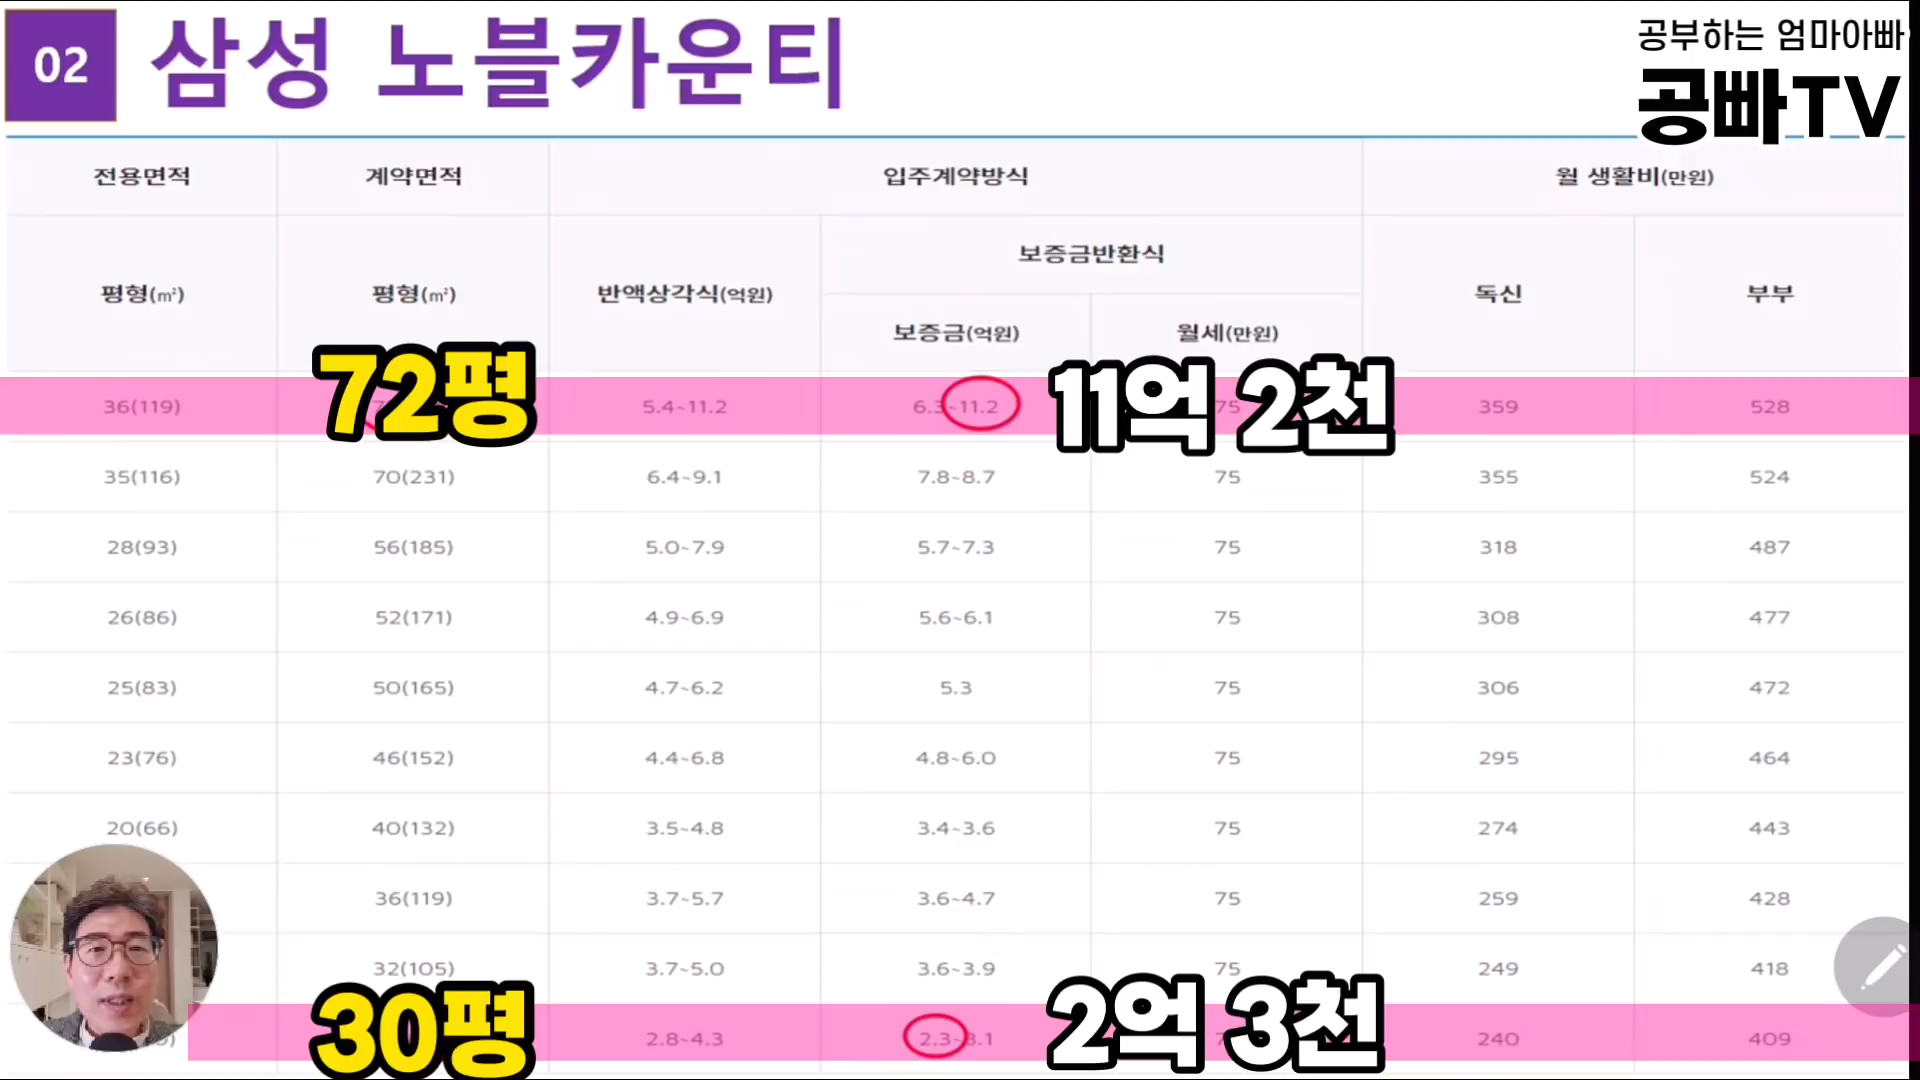 02 삼성 노블카운티
공부하는 엄마아빠
공빠TV
전용면적 계약면적 입주계약방식 월 생활비(만원)
평형(㎡) 평형(㎡) 반액상각식(억원) 보증금반환식 독신 부부
보증금(억원) 월세(만원)
36(119) 72평 5.4~11.2 6.3~11.2 11억 2천 75 359 528
35(116) 70(231) 6.4~9.1 7.8~8.7 75 355 524
28(93) 56(185) 5.0~7.9 5.7~7.3 75 318 487
26(86) 52(171) 4.9~6.9 5.6~6.1 75 308 477
25(83) 50(165) 4.7~6.2 5.3 75 306 472
23(76) 46(152) 4.4~6.8 4.8~6.0 75 295 464
20(66) 40(132) 3.5~4.8 3.4~3.6 75 274 443
36(119) 3.7~5.7 3.6~4.7 75 259 428
32(105) 3.7~5.0 3.6~3.9 75 249 418
30평 2.8~4.3 2.3~3.1 2억 3천 240 409